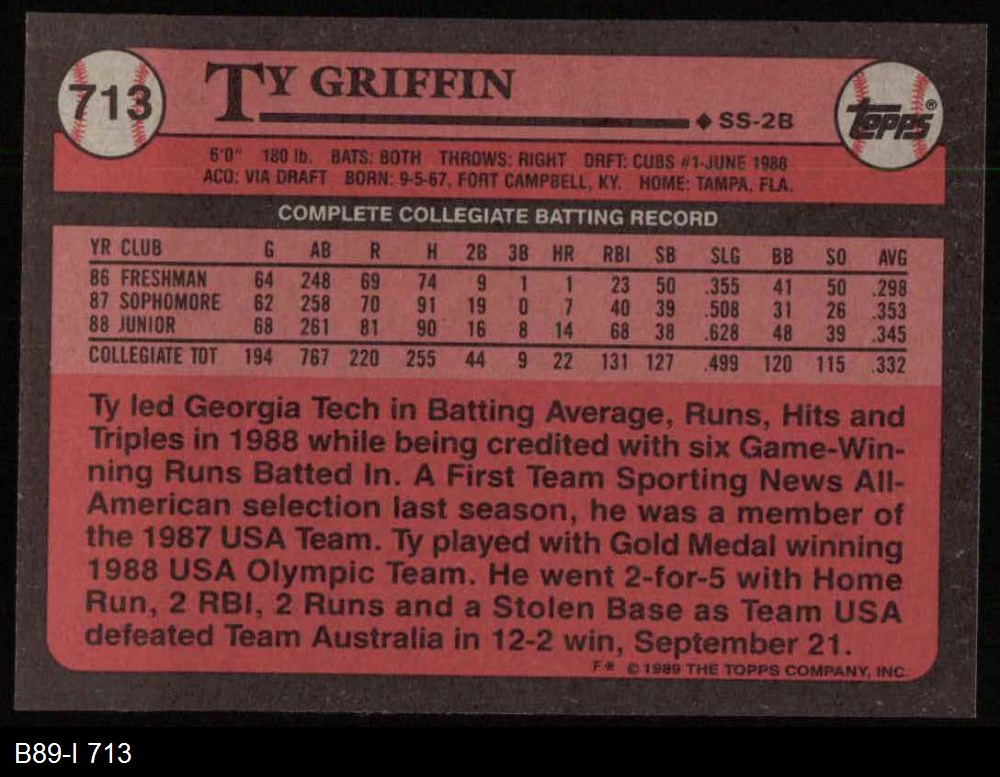 713
TY GRIFFIN
◆ SS-2B
TOPPS®
6'0" 180 lb. BATS: BOTH THROWS: RIGHT DRFT: CUBS #1-JUNE 1988
ACQ: VIA DRAFT BORN: 9-5-67, FORT CAMPBELL, KY. HOME: TAMPA, FLA.
COMPLETE COLLEGIATE BATTING RECORD
YR CLUB G AB R H 2B 3B HR RBI SB SLG BB SO AVG
86 FRESHMAN 64 248 69 74 9 1 1 23 50 .355 41 50 .298
87 SOPHOMORE 62 258 70 91 19 0 7 40 39 .508 31 26 .353
88 JUNIOR 68 261 81 90 16 8 14 68 38 .628 48 39 .345
COLLEGIATE TOT 194 767 220 255 44 9 22 131 127 .499 120 115 .332
Ty led Georgia Tech in Batting Average, Runs, Hits and
Triples in 1988 while being credited with six Game-Win-
ning Runs Batted In. A First Team Sporting News All-
American selection last season, he was a member of
the 1987 USA Team. Ty played with Gold Medal winning
1988 USA Olympic Team. He went 2-for-5 with Home
Run, 2 RBI, 2 Runs and a Stolen Base as Team USA
defeated Team Australia in 12-2 win, September 21.
F* © 1989 THE TOPPS COMPANY, INC.
B89-I 713